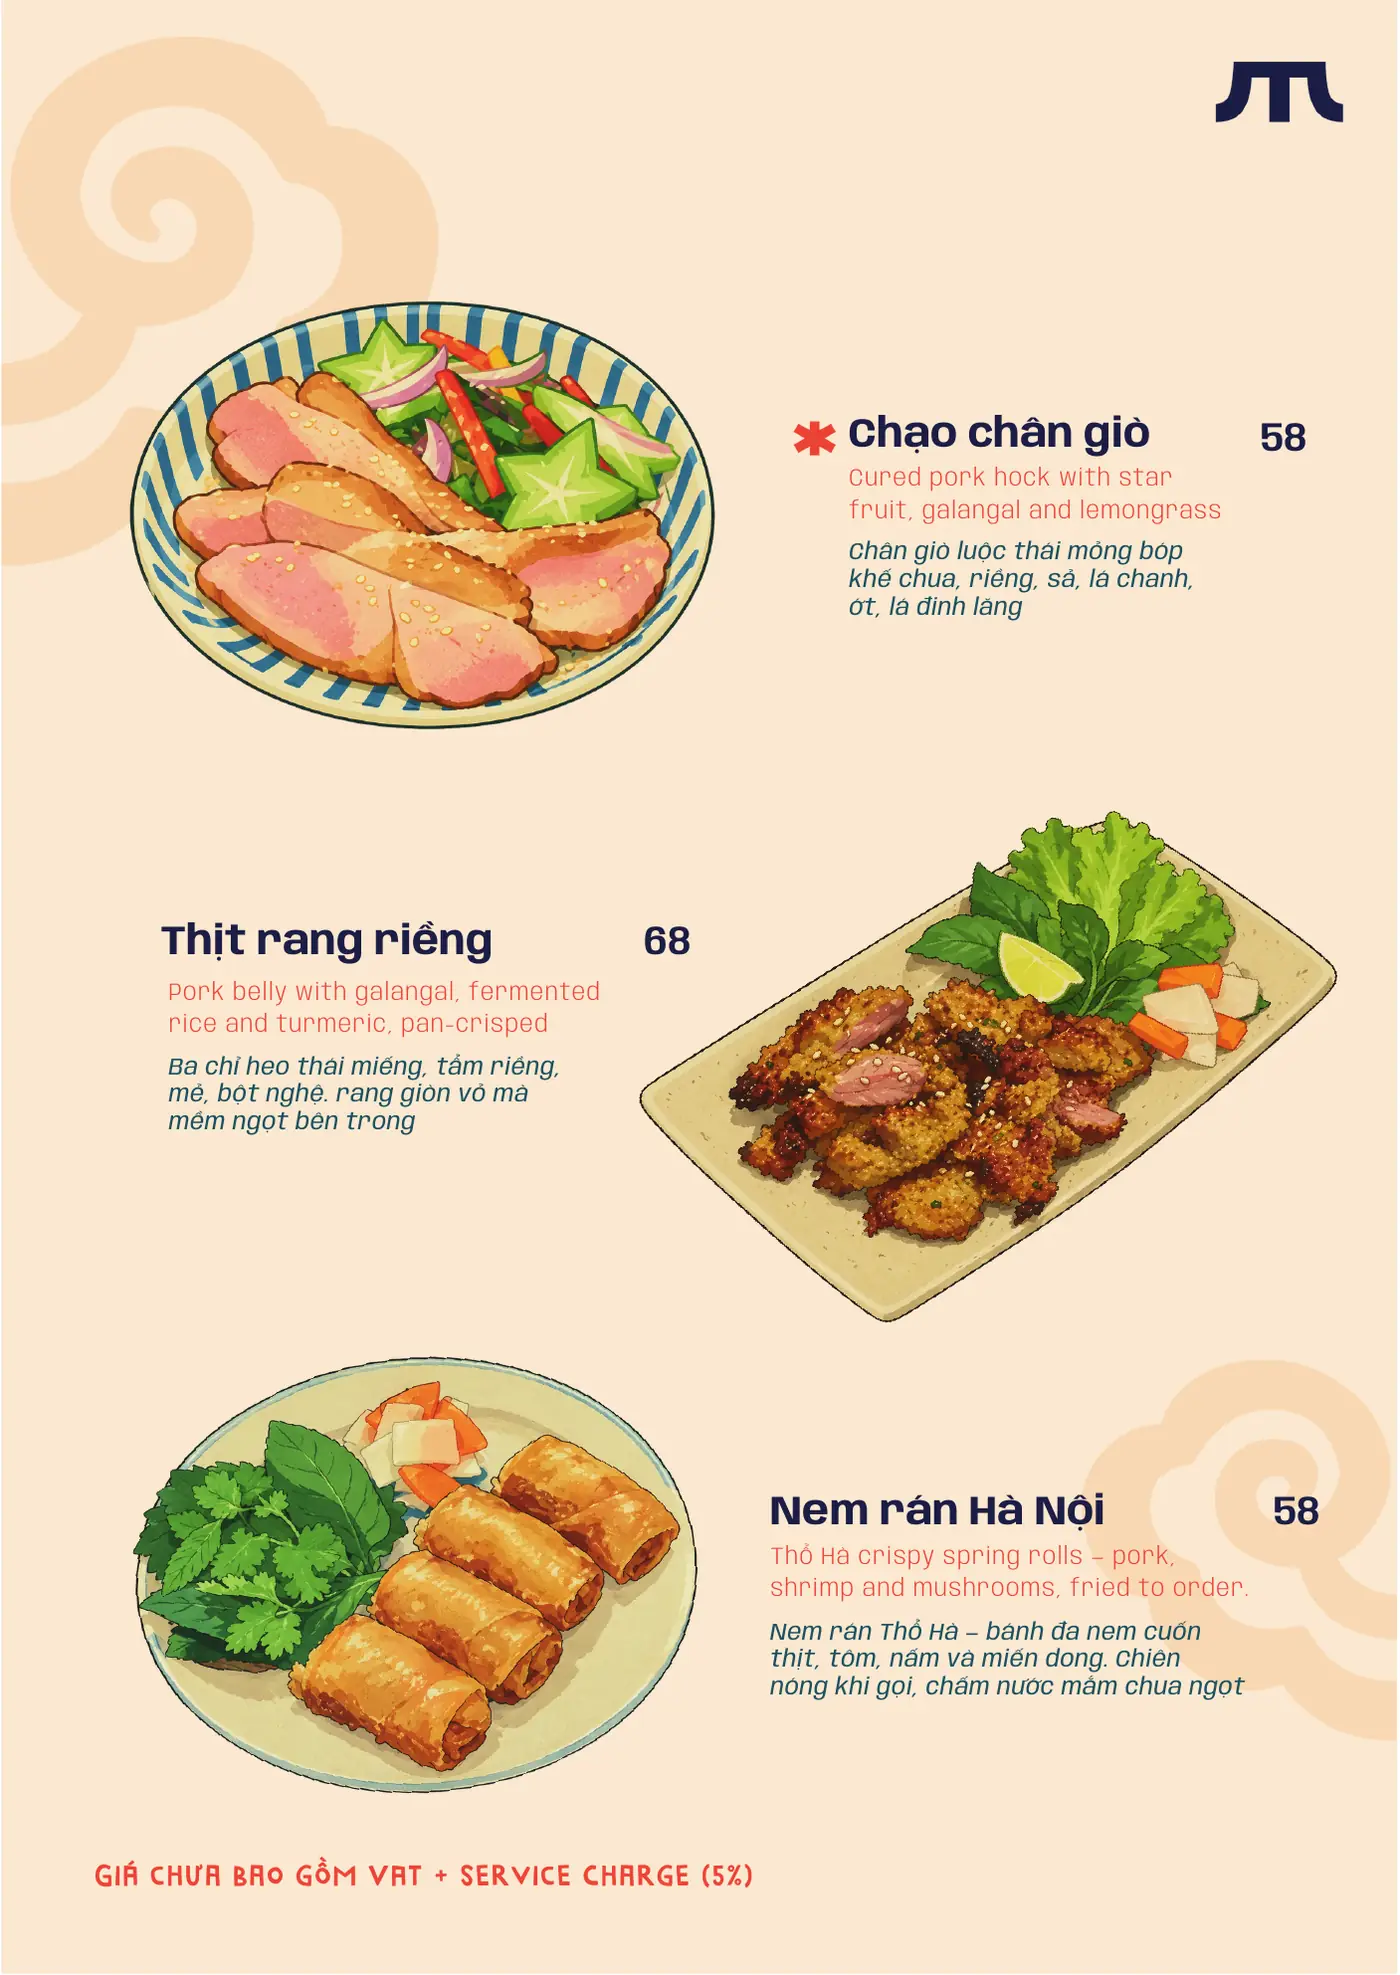 Chạo chân giò 58
Cured pork hock with star
fruit, galangal and lemongrass
Chân giò luộc thái mỏng bóp
khế chua, riềng, sả, lá chanh,
ớt, lá đinh lăng
Thịt rang riềng 68
Pork belly with galangal, fermented
rice and turmeric, pan-crisped
Ba chỉ heo thái miếng, tẩm riềng,
mẻ, bột nghệ. rang giòn vỏ mà
mềm ngọt bên trong
Nem rán Hà Nội 58
Thổ Hà crispy spring rolls – pork,
shrimp and mushrooms, fried to order.
Nem rán Thổ Hà – bánh đa nem cuốn
thịt, tôm, nấm và miến dong. Chiên
nóng khi gọi, chấm nước mắm chua ngọt
GIÁ CHƯA BAO GỒM VAT + SERVICE CHARGE (5%)